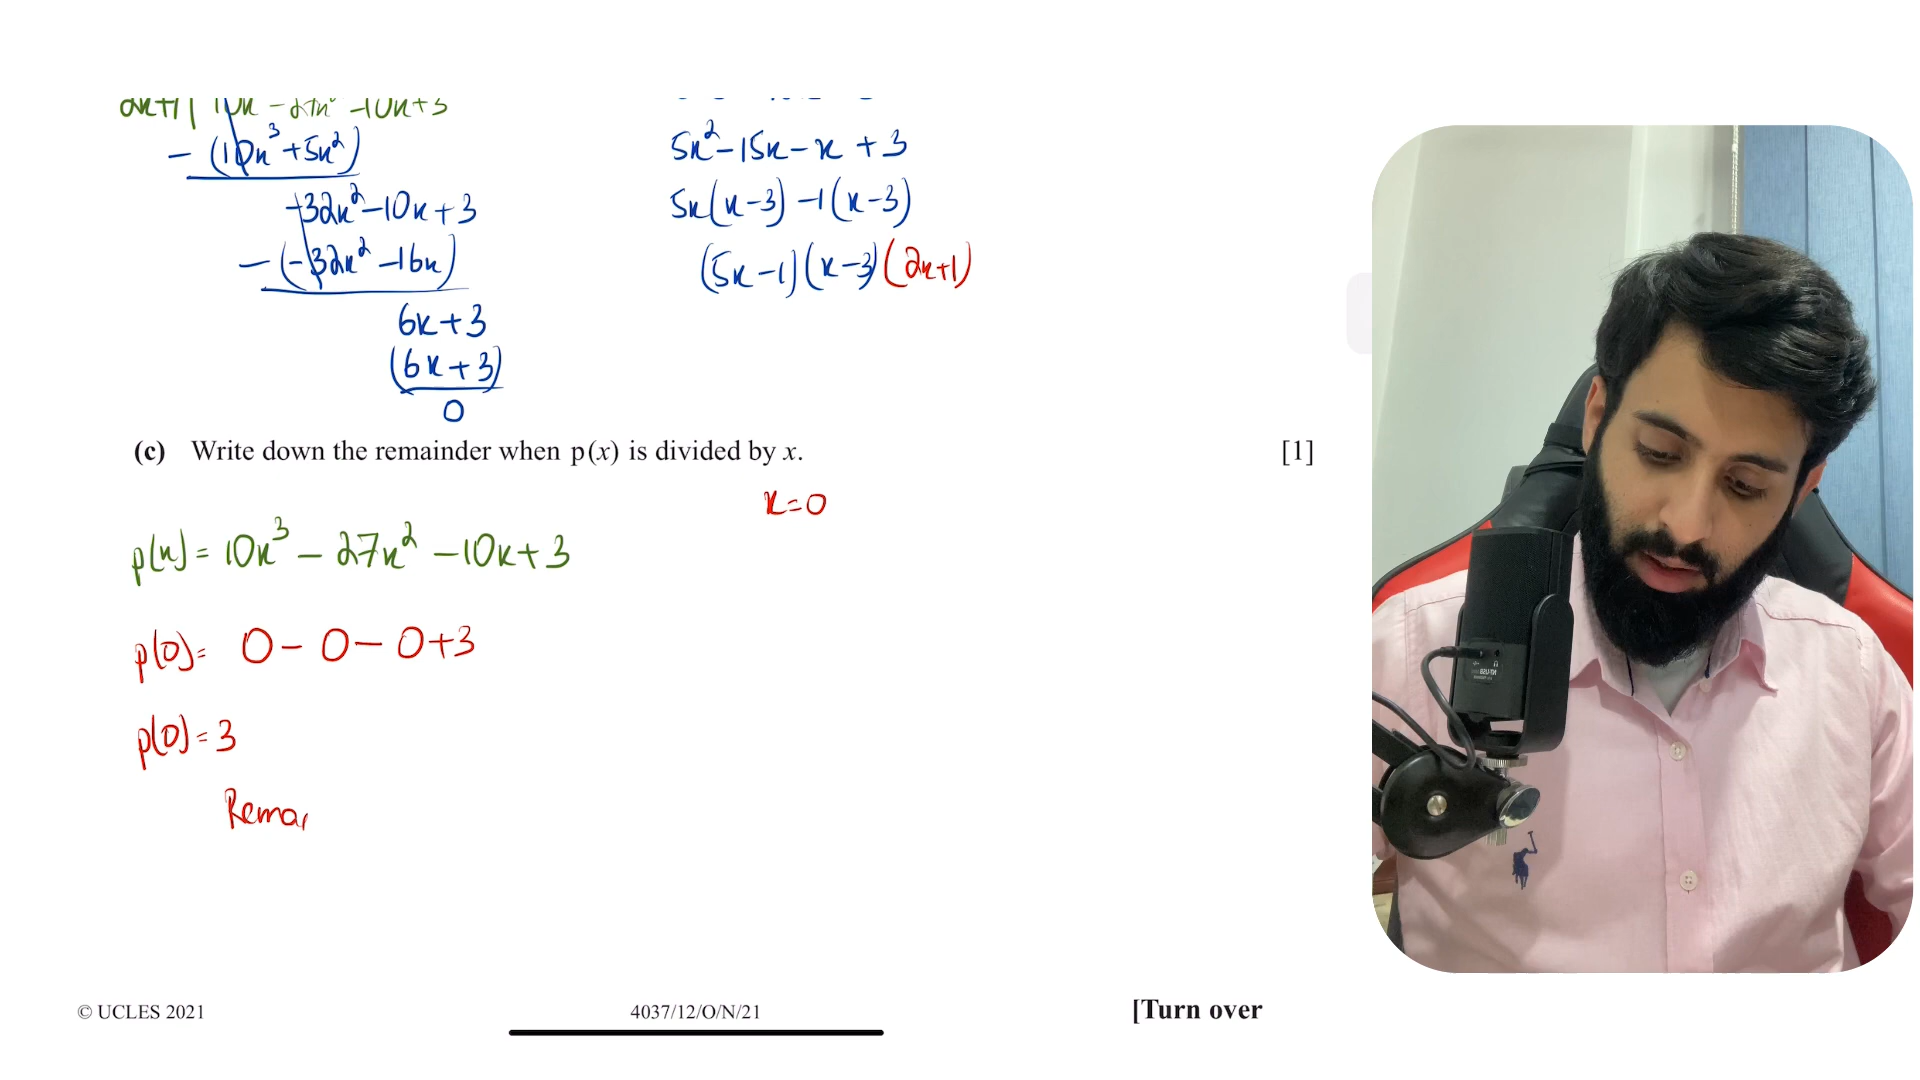 - (10x³+5x²)
-32x²-10x+3
- (-32x²-16x)
6x+3
(6x+3)
0
5x²-15x-x+3
5x(x-3)-1(x-3)
(5x-1)(x-3)(2x+1)
(c) Write down the remainder when p(x) is divided by x. [1]
x=0
p(x)= 10x³ - 27x² -10x+3
p(0)= 0- 0- 0+3
p(0)=3
Rema
© UCLES 2021
4037/12/O/N/21
[Turn over